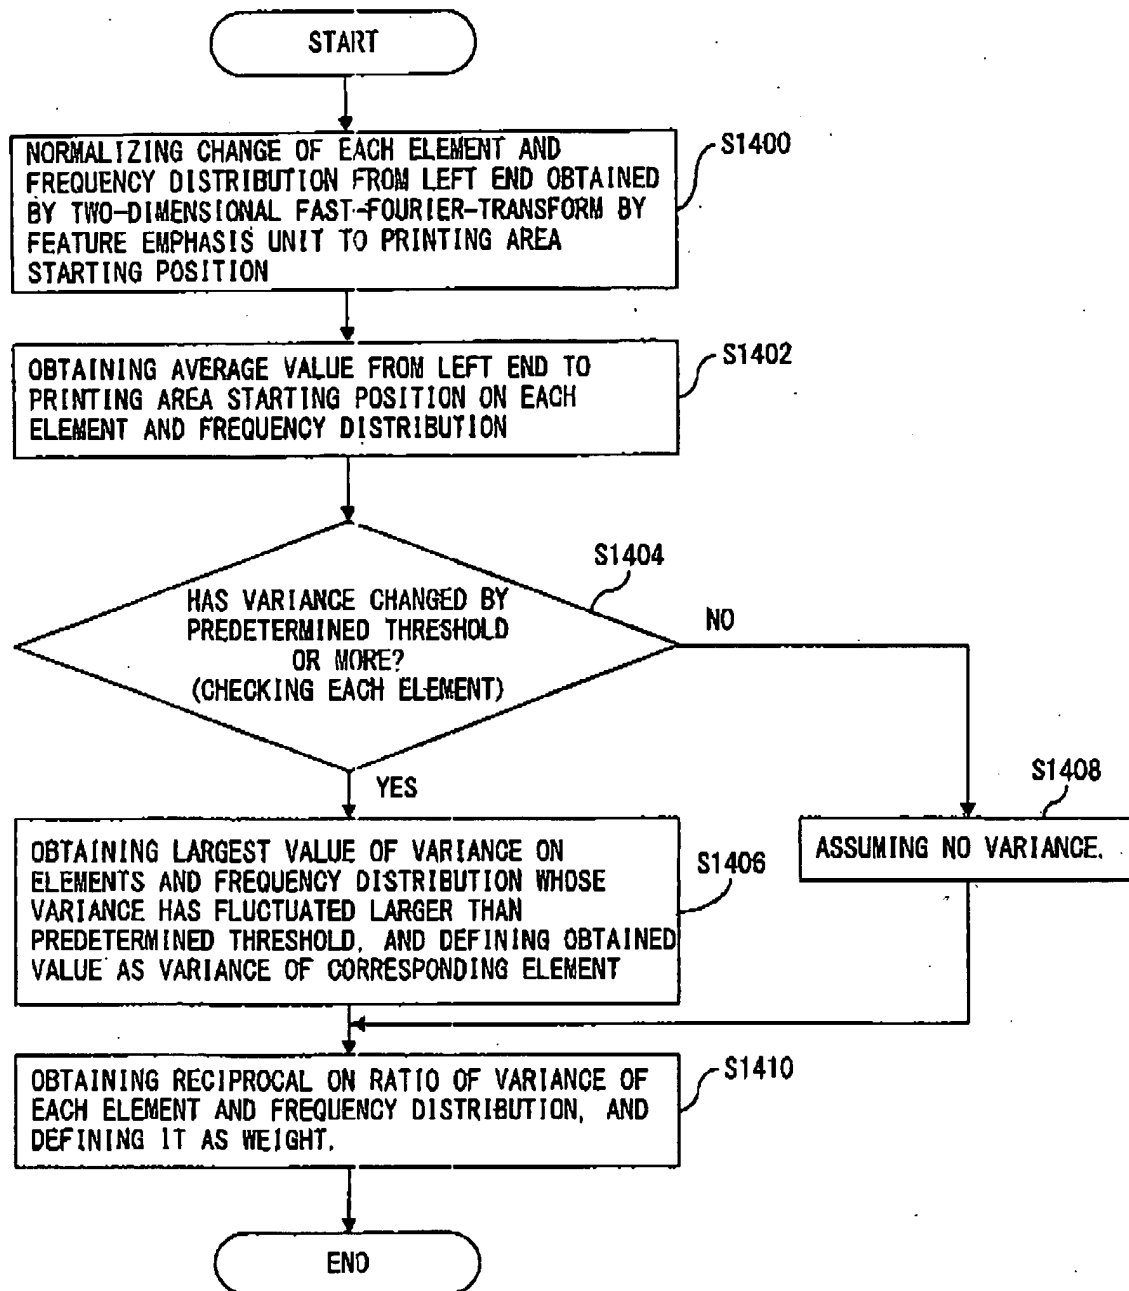 START
NORMALIZING CHANGE OF EACH ELEMENT AND
FREQUENCY DISTRIBUTION FROM LEFT END OBTAINED
BY TWO-DIMENSIONAL FAST-FOURIER-TRANSFORM BY
FEATURE EMPHASIS UNIT TO PRINTING AREA
STARTING POSITION
S1400
OBTAINING AVERAGE VALUE FROM LEFT END TO
PRINTING AREA STARTING POSITION ON EACH
ELEMENT AND FREQUENCY DISTRIBUTION
S1402
HAS VARIANCE CHANGED BY
PREDETERMINED THRESHOLD
OR MORE?
(CHECKING EACH ELEMENT)
S1404
NO
YES
OBTAINING LARGEST VALUE OF VARIANCE ON
ELEMENTS AND FREQUENCY DISTRIBUTION WHOSE
VARIANCE HAS FLUCTUATED LARGER THAN
PREDETERMINED THRESHOLD, AND DEFINING OBTAINED
VALUE AS VARIANCE OF CORRESPONDING ELEMENT
S1406
S1408
ASSUMING NO VARIANCE.
OBTAINING RECIPROCAL ON RATIO OF VARIANCE OF
EACH ELEMENT AND FREQUENCY DISTRIBUTION, AND
DEFINING IT AS WEIGHT.
S1410
END